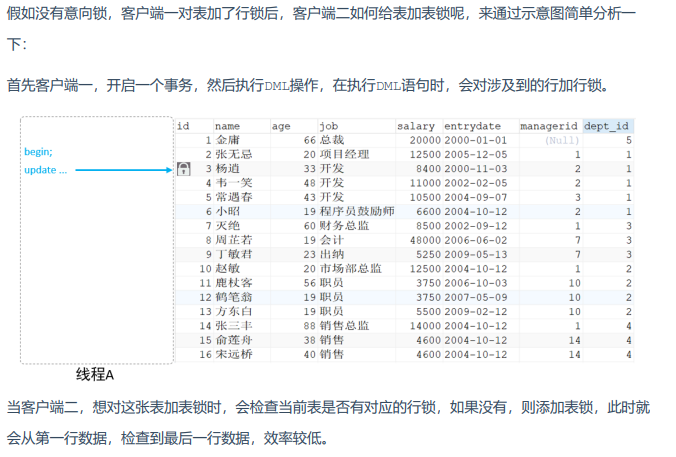 假如没有意向锁，客户端一对表加了行锁后，客户端二如何给表加表锁呢，来通过示意图简单分析一
下：
首先客户端一，开启一个事务，然后执行DML操作，在执行DML语句时，会对涉及到的行加行锁。
id name age job salary entrydate managerid dept_id
1 金庸 66 总裁 20000 2000-01-01 (Null) 5
begin;
2 张无忌 20 项目经理 12500 2005-12-05 1 1
update ... 3 杨逍 33 开发 8400 2000-11-03 2 1
4 韦一笑 48 开发 11000 2002-02-05 2 1
5 常遇春 43 开发 10500 2004-09-07 3 1
6 小昭 19 程序员鼓励师 6600 2004-10-12 2 1
7 灭绝 60 财务总监 8500 2002-09-12 1 3
8 周芷若 19 会计 48000 2006-06-02 7 3
9 丁敏君 23 出纳 5250 2009-05-13 7 3
10 赵敏 20 市场部总监 12500 2004-10-12 1 2
11 鹿杖客 56 职员 3750 2006-10-03 10 2
12 鹤笔翁 19 职员 3750 2007-05-09 10 2
13 方东白 19 职员 5500 2009-02-12 10 2
14 张三丰 88 销售总监 14000 2004-10-12 1 4
15 俞莲舟 38 销售 4600 2004-10-12 14 4
16 宋远桥 40 销售 4600 2004-10-12 14 4
线程A
当客户端二，想对这张表加表锁时，会检查当前表是否有对应的行锁，如果没有，则添加表锁，此时就
会从第一行数据，检查到最后一行数据，效率较低。